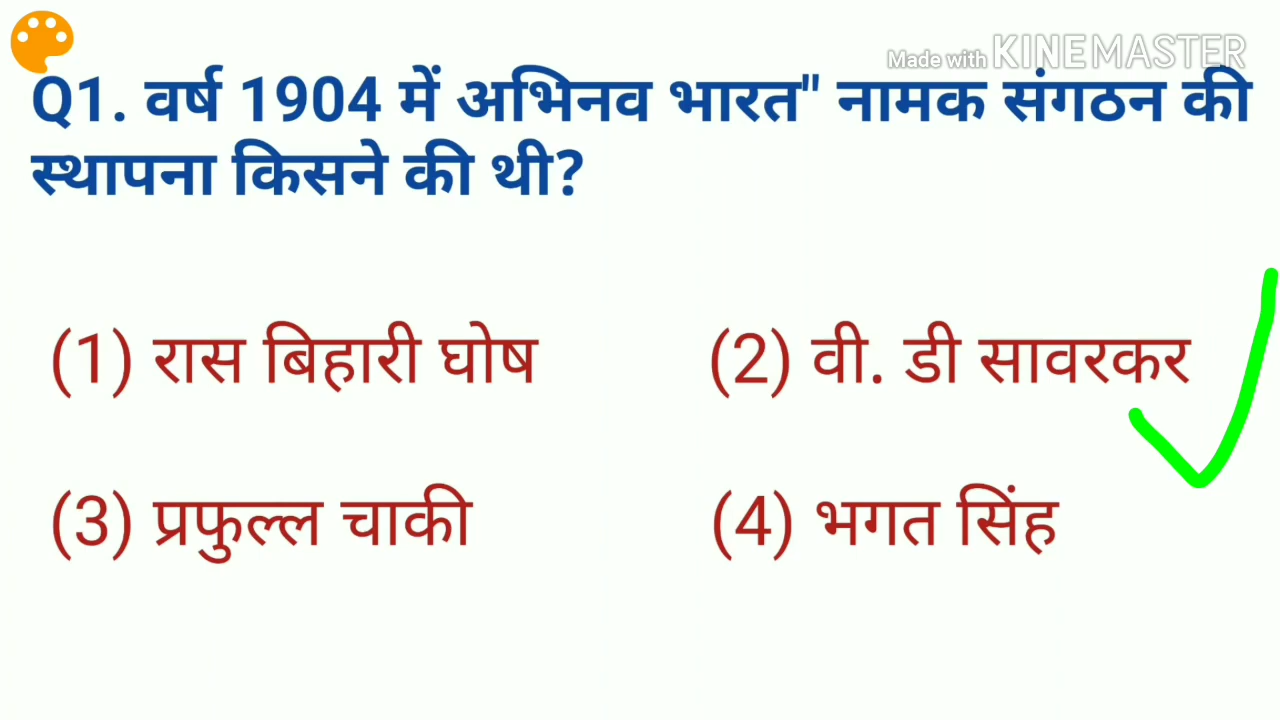 Made with KINEMASTER
Q1. वर्ष 1904 में अभिनव भारत" नामक संगठन की
स्थापना किसने की थी?
(1) रास बिहारी घोष (2) वी. डी सावरकर
(3) प्रफुल्ल चाकी (4) भगत सिंह